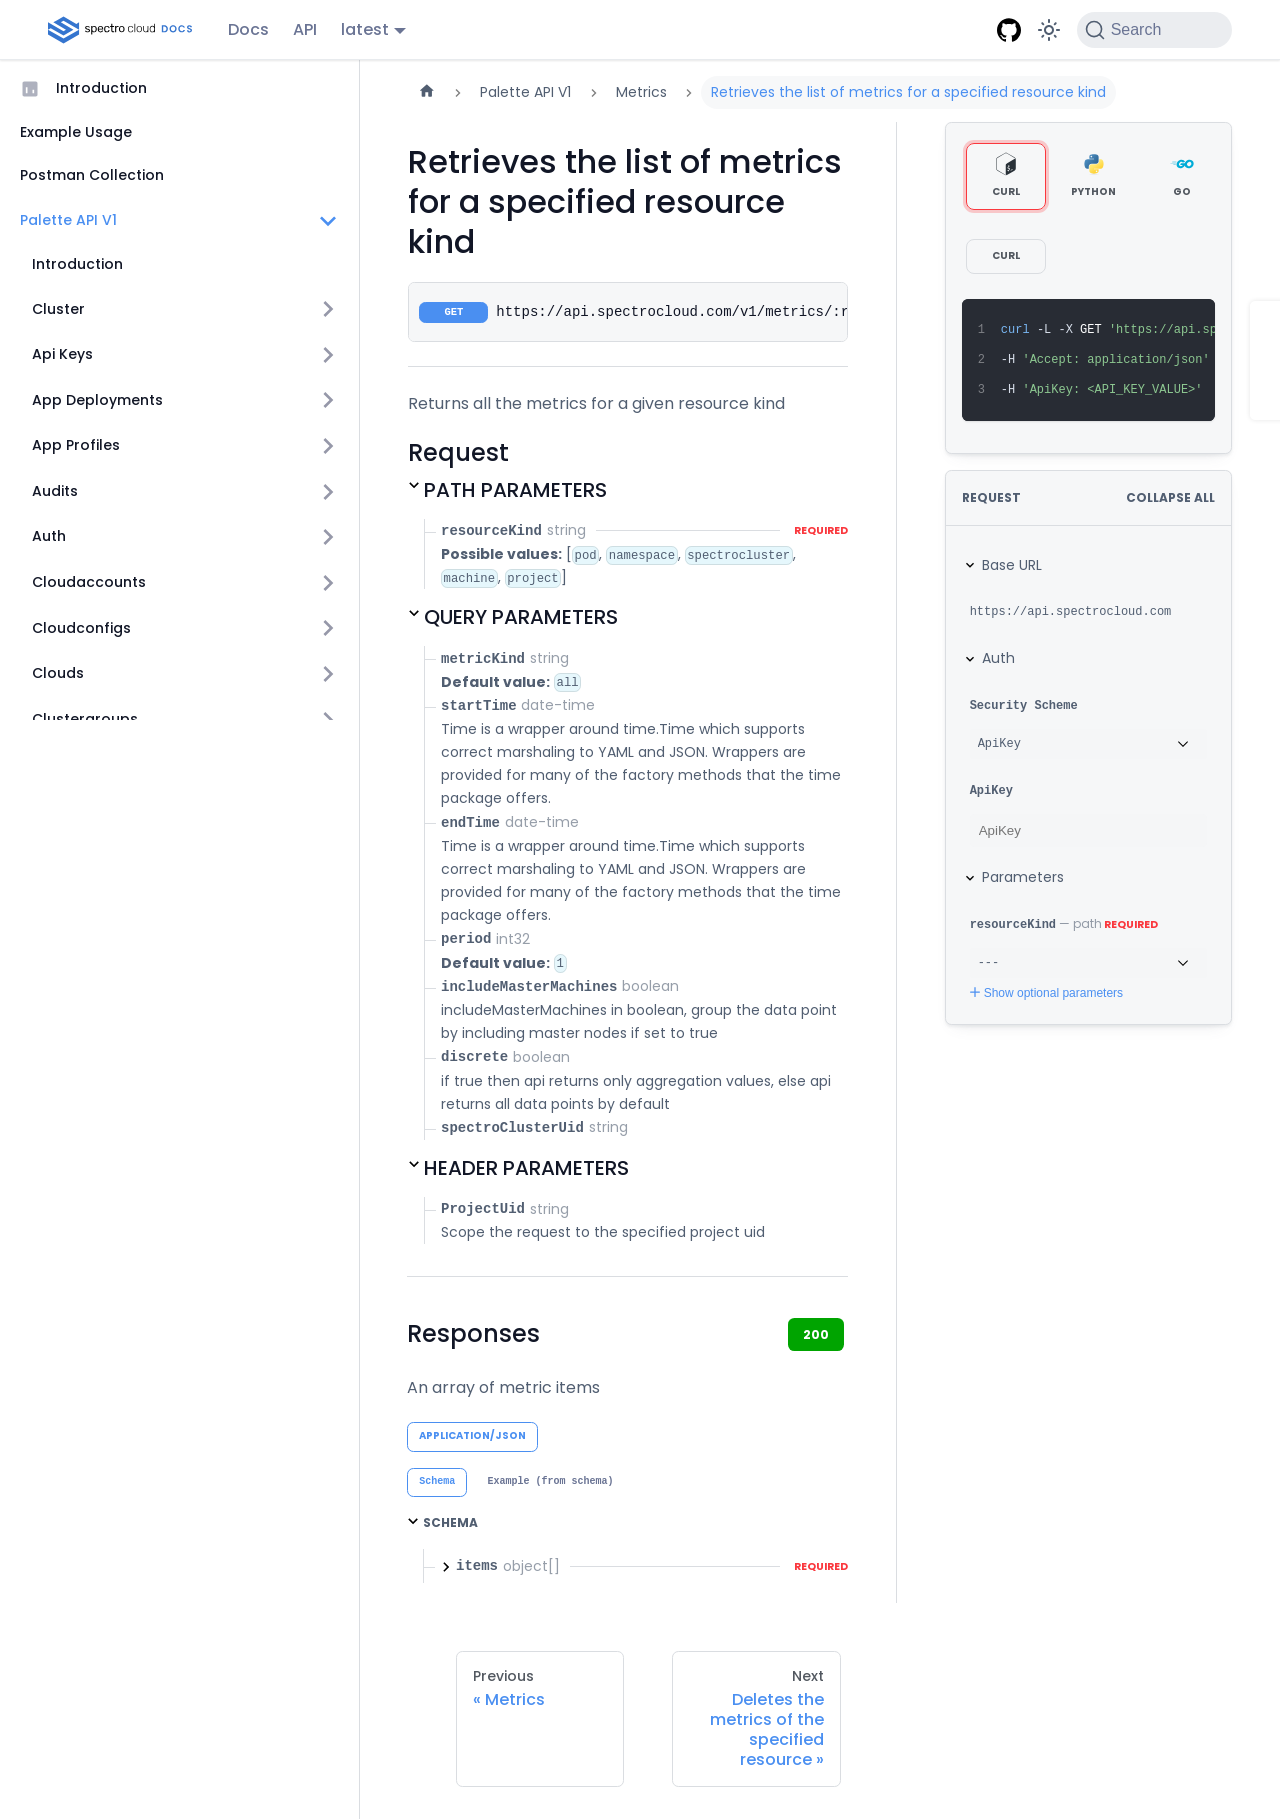 spectro cloud DOCS
Docs
API
latest
Search
Introduction
Example Usage
Postman Collection
Palette API V1
Introduction
Cluster
Api Keys
App Deployments
App Profiles
Audits
Auth
Cloudaccounts
Cloudconfigs
Clouds
Clustergroups
Palette API V1
Metrics
Retrieves the list of metrics for a specified resource kind
Retrieves the list of metrics
for a specified resource
kind
GET https://api.spectrocloud.com/v1/metrics/:r
Returns all the metrics for a given resource kind
Request
PATH PARAMETERS
resourceKind string REQUIRED
Possible values: [pod, namespace, spectrocluster,
machine, project]
QUERY PARAMETERS
metricKind string
Default value: all
startTime date-time
Time is a wrapper around time.Time which supports
correct marshaling to YAML and JSON. Wrappers are
provided for many of the factory methods that the time
package offers.
endTime date-time
Time is a wrapper around time.Time which supports
correct marshaling to YAML and JSON. Wrappers are
provided for many of the factory methods that the time
package offers.
period int32
Default value: 1
includeMasterMachines boolean
includeMasterMachines in boolean, group the data point
by including master nodes if set to true
discrete boolean
if true then api returns only aggregation values, else api
returns all data points by default
spectroClusterUid string
HEADER PARAMETERS
ProjectUid string
Scope the request to the specified project uid
Responses
200
An array of metric items
APPLICATION/JSON
Schema Example (from schema)
SCHEMA
items object[] REQUIRED
Previous
« Metrics
Next
Deletes the
metrics of the
specified
resource »
CURL
PYTHON
GO
GO
CURL
1 curl -L -X GET 'https://api.sp
2 -H 'Accept: application/json'
3 -H 'ApiKey: <API_KEY_VALUE>'
REQUEST
COLLAPSE ALL
Base URL
https://api.spectrocloud.com
Auth
Security Scheme
ApiKey
ApiKey
ApiKey
Parameters
resourceKind — path REQUIRED
---
Show optional parameters